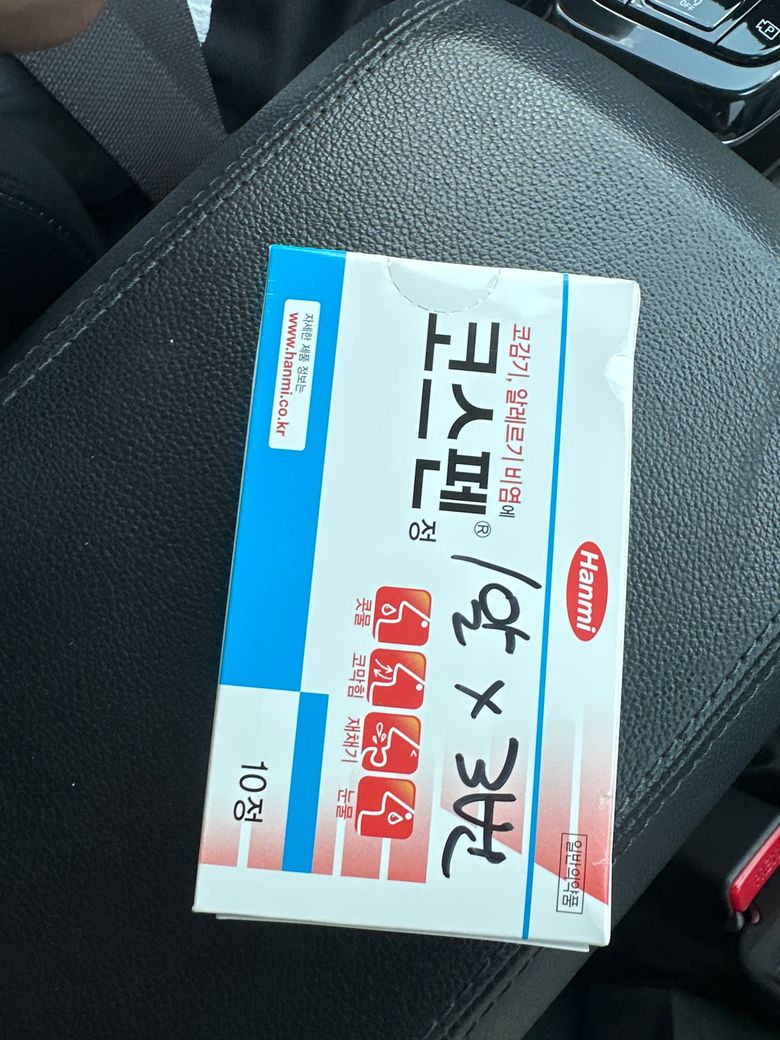 Hanmi
일반의약품
코감기, 알레르기 비염에
코스펜® 정
1알 x 3번
콧물
코막힘
재채기
눈물
자세한 제품 정보는
www.hanmi.co.kr
10정
OFF
P